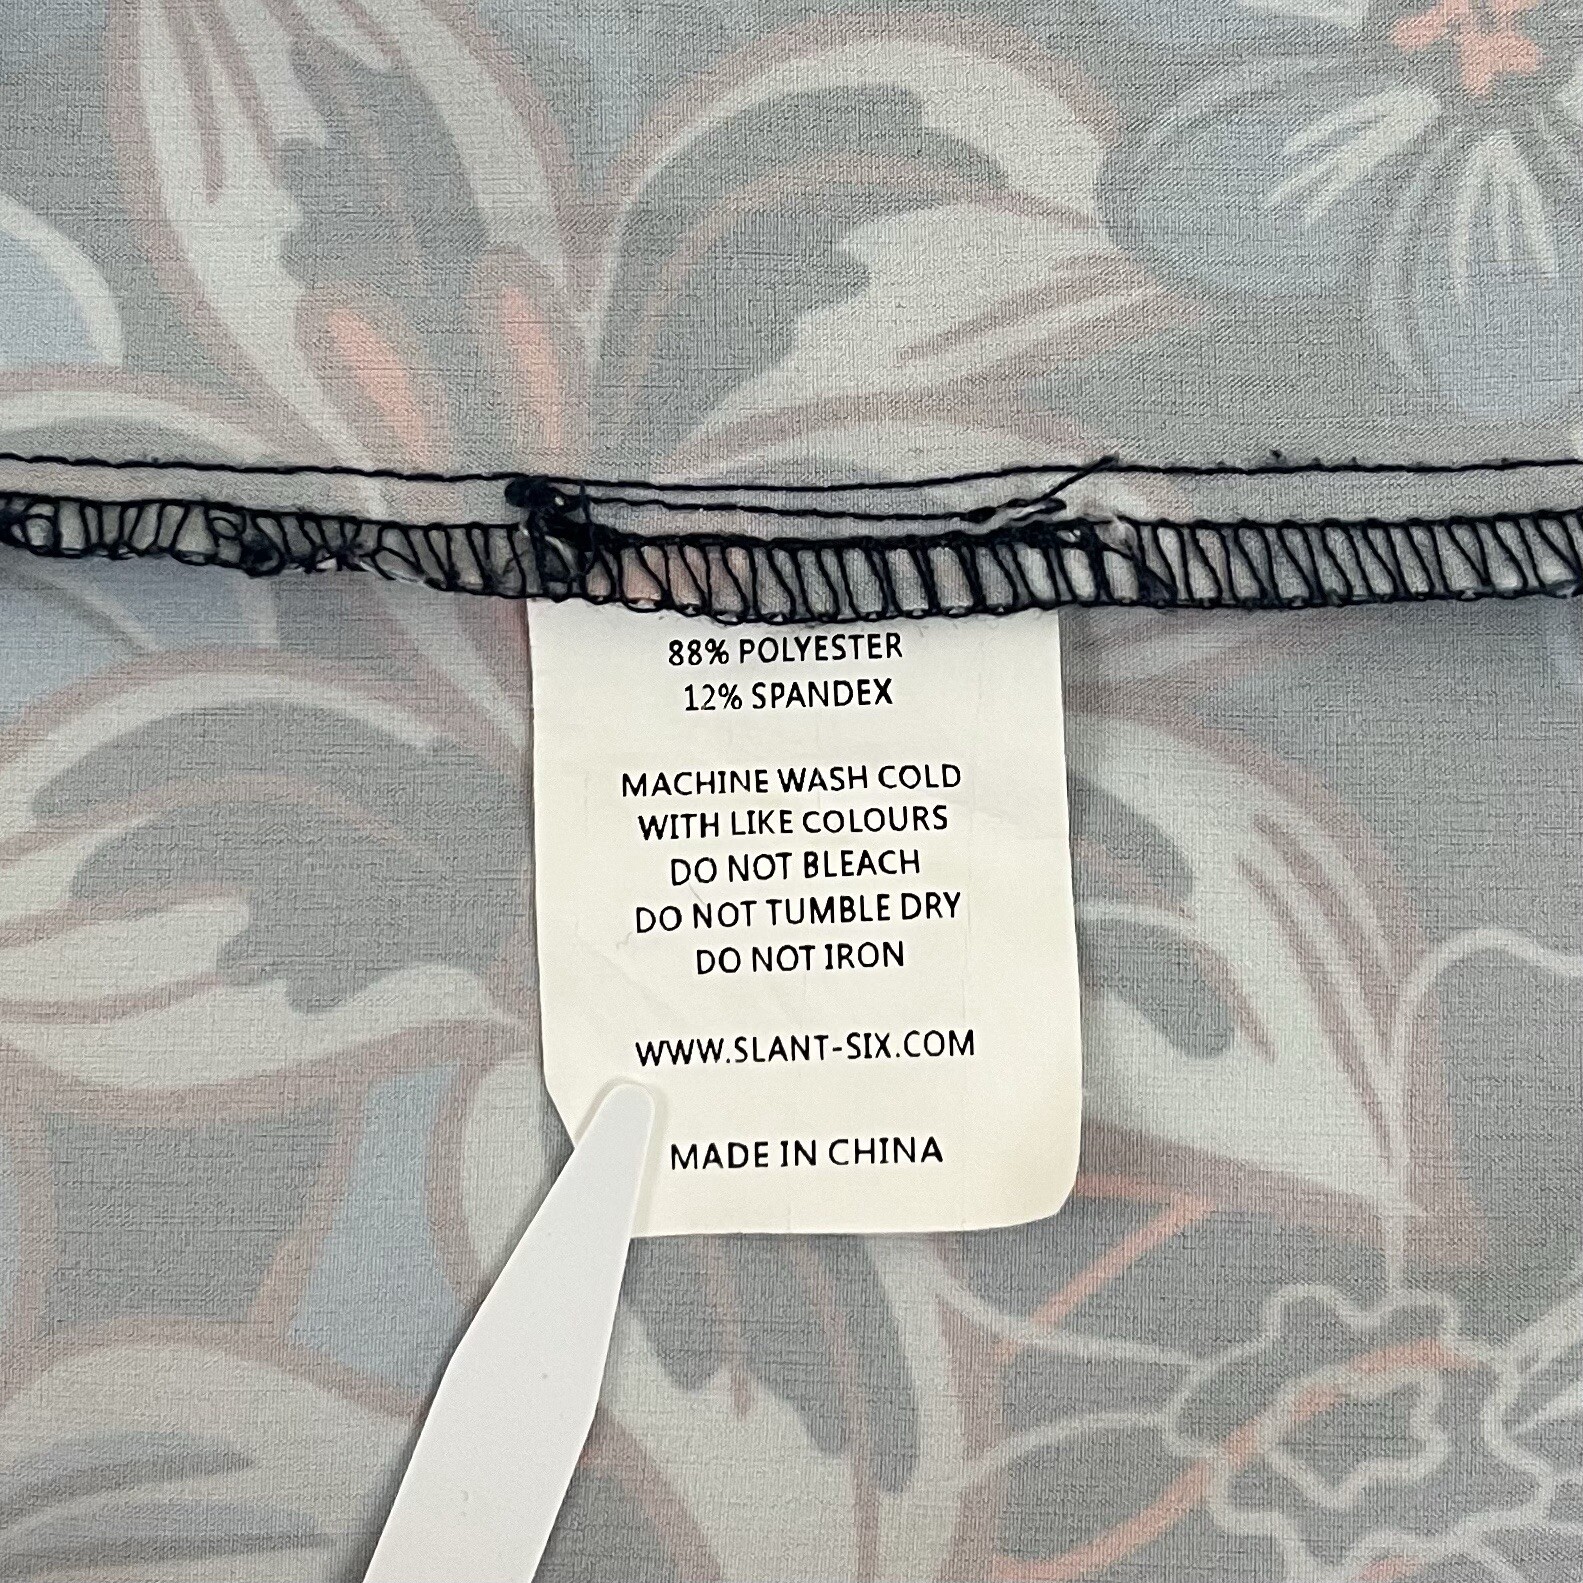 88% POLYESTER
12% SPANDEX
MACHINE WASH COLD
WITH LIKE COLOURS
DO NOT BLEACH
DO NOT TUMBLE DRY
DO NOT IRON
WWW.SLANT-SIX.COM
MADE IN CHINA